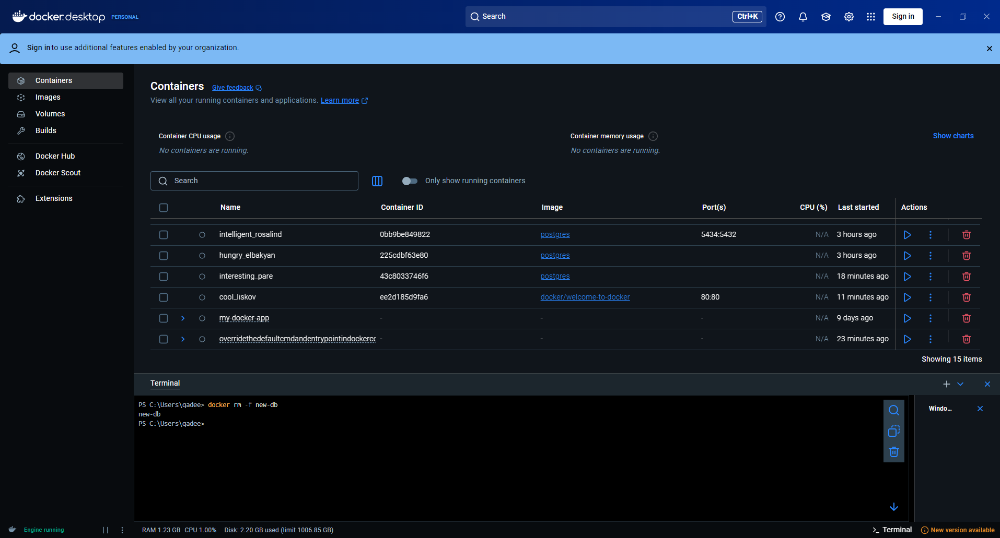 docker.desktop PERSONAL
Search Ctrl+K
Sign in
Sign in to use additional features enabled by your organization.
Containers
Images
Volumes
Builds
Docker Hub
Docker Scout
Extensions
Containers Give feedback
View all your running containers and applications. Learn more
Container CPU usage
No containers are running.
Container memory usage
No containers are running.
Show charts
Search
Only show running containers
Name Container ID Image Port(s) CPU (%) Last started Actions
intelligent_rosalind 0bb9be849822 postgres 5434:5432 N/A 3 hours ago
hungry_elbakyan 225cdbf63e80 postgres N/A 3 hours ago
interesting_pare 43c8033746f6 postgres N/A 18 minutes ago
cool_liskov ee2d185d9fa6 docker/welcome-to-docker 80:80 N/A 11 minutes ago
my-docker-app - - - N/A 9 days ago
overridethedefaultcmdandentrypointindockercc - - - N/A 23 minutes ago
Showing 15 items
Terminal
PS C:\Users\qadee> docker rm -f new-db
new-db
PS C:\Users\qadee>
Windo...
Engine running
RAM 1.23 GB CPU 1.00% Disk: 2.20 GB used (limit 1006.85 GB)
Terminal
New version available